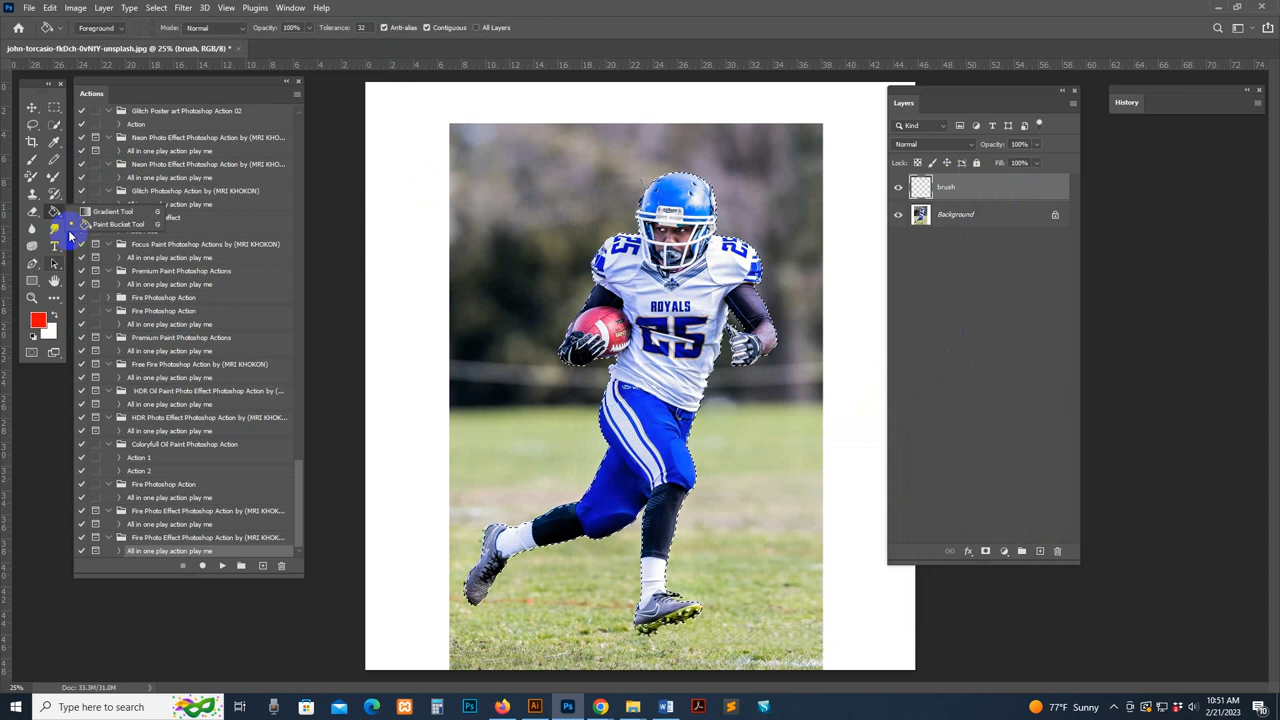 Ps File Edit Image Layer Type Select Filter 3D View Plugins Window Help
Foreground Mode: Normal Opacity: 100% Tolerance: 32 Anti-alias Contiguous All Layers
john-torcasio-fkDch-0vNfY-unsplash.jpg @ 25% (brush, RGB/8) *
Actions
Glitch Poster art Photoshop Action 02
Action
Neon Photo Effect Photoshop Action by (MRI KHO...
All in one play action play me
Neon Photo Effect Photoshop Action by (MRI KHO...
All in one play action play me
Glitch Photoshop Action (MRI KHOKON)
Gradient Tool G
Paint Bucket Tool G
Focus Paint Photoshop Actions by (MRI KHOKON)
All in one play action play me
Premium Paint Photoshop Actions
All in one play action play me
Fire Photoshop Action
Fire Photoshop Action
All in one play action play me
Premium Paint Photoshop Actions
All in one play action play me
Free Fire Photoshop Action by (MRI KHOKON)
All in one play action play me
HDR Oil Paint Photo Effect Photoshop Action by (...
All in one play action play me
HDR Photo Effect Photoshop Action by (MRI KHOK...
All in one play action play me
Coloryfull Oil Paint Photoshop Action
Action 1
Action 2
Fire Photoshop Action
All in one play action play me
Fire Photo Effect Photoshop Action by (MRI KHOK...
All in one play action play me
Fire Photo Effect Photoshop Action by (MRI KHOK...
All in one play action play me
25 25
ROYALS
25
Layers
Kind
Normal Opacity: 100%
Lock: Fill: 100%
brush
Background
History
25% Doc: 33.3M/31.0M
Type here to search
77°F Sunny
10:51 AM
2/21/2023